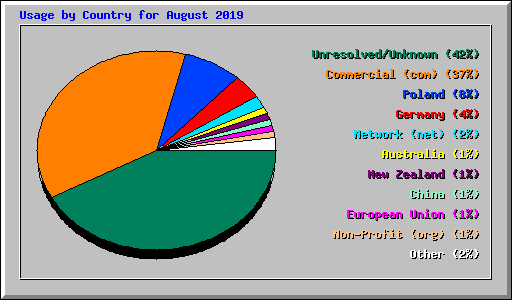 Usage by Country for August 2019
Unresolved/Unknown (42%)
Commercial (com) (37%)
Poland (8%)
Germany (4%)
Network (net) (2%)
Australia (1%)
New Zealand (1%)
China (1%)
European Union (1%)
Non-Profit (org) (1%)
Other (2%)